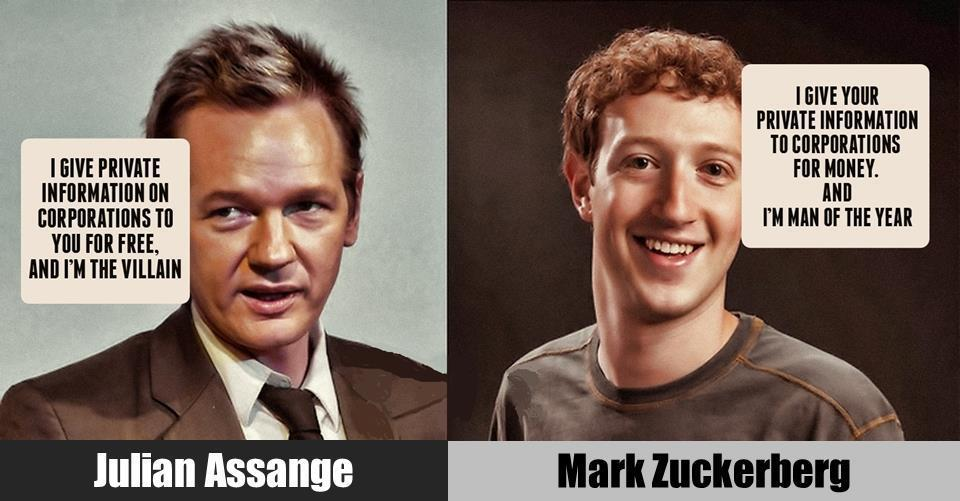 I GIVE PRIVATE
INFORMATION ON
CORPORATIONS TO
YOU FOR FREE,
AND I'M THE VILLAIN
I GIVE YOUR
PRIVATE INFORMATION
TO CORPORATIONS
FOR MONEY.
AND
I'M MAN OF THE YEAR
Julian Assange
Mark Zuckerberg